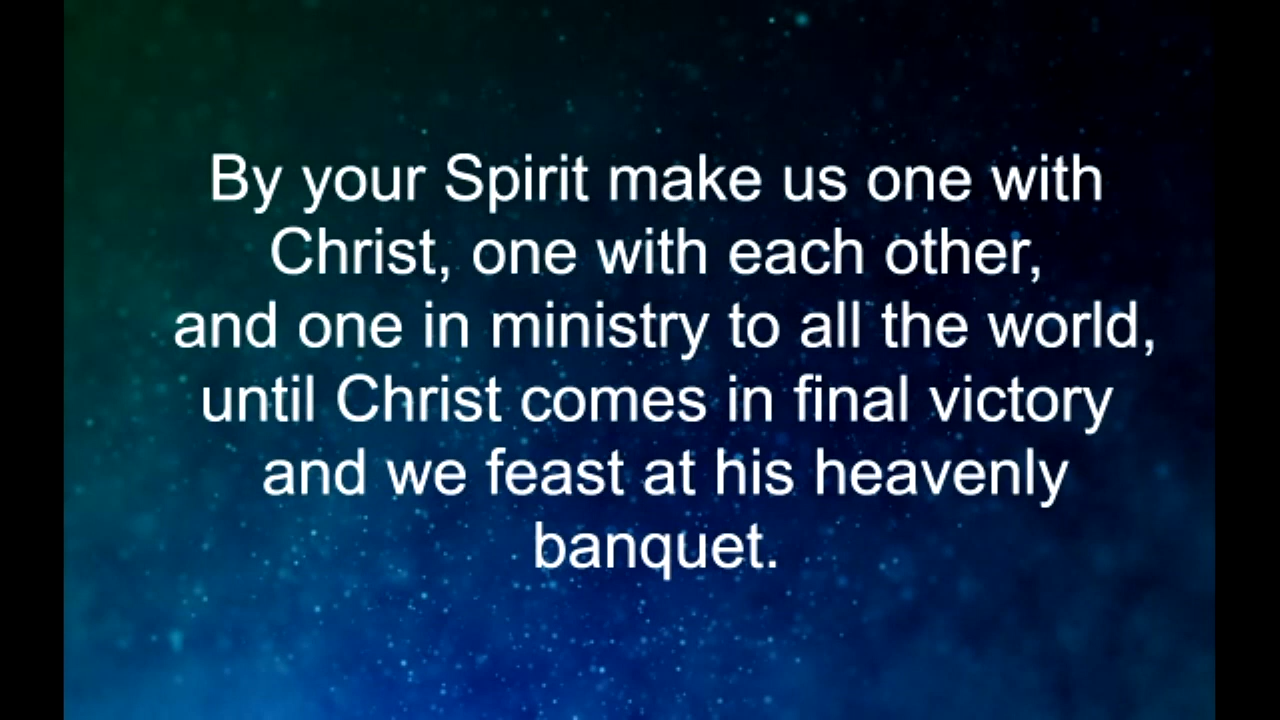 By your Spirit make us one with
Christ, one with each other,
and one in ministry to all the world,
until Christ comes in final victory
and we feast at his heavenly
banquet.